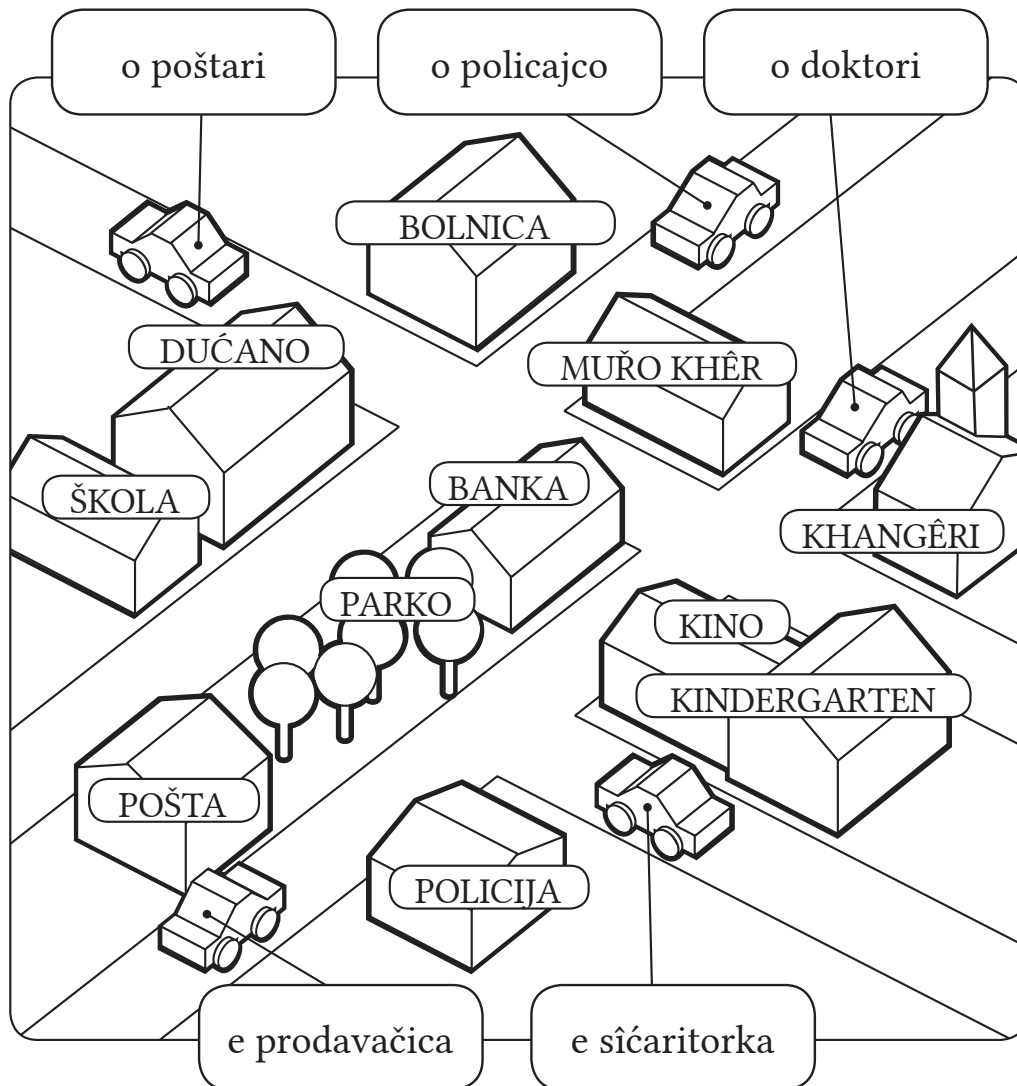 o poštari
o policajco
o doktori
BOLNICA
DUĆANO
MUŘO KHÊR
ŠKOLA
BANKA
KHANGÊRI
PARKO
KINO
KINDERGARTEN
POŠTA
POLICIJA
e prodavačica
e sîćaritorka